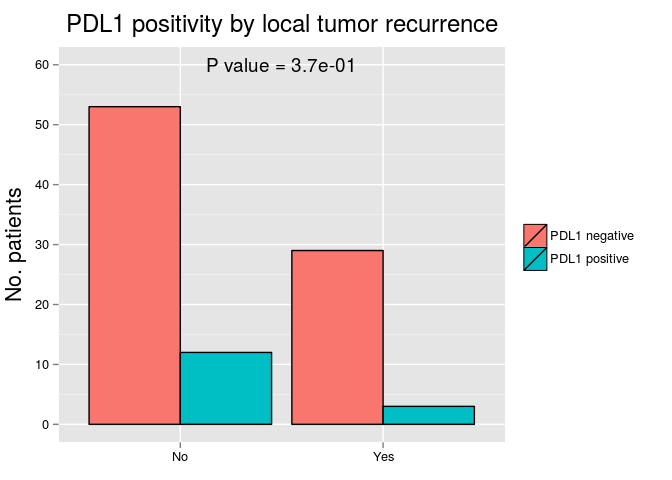 PDL1 positivity by local tumor recurrence
P value = 3.7e-01
60
50
40
30
20
10
0
No. patients
No
Yes
PDL1 negative
PDL1 positive